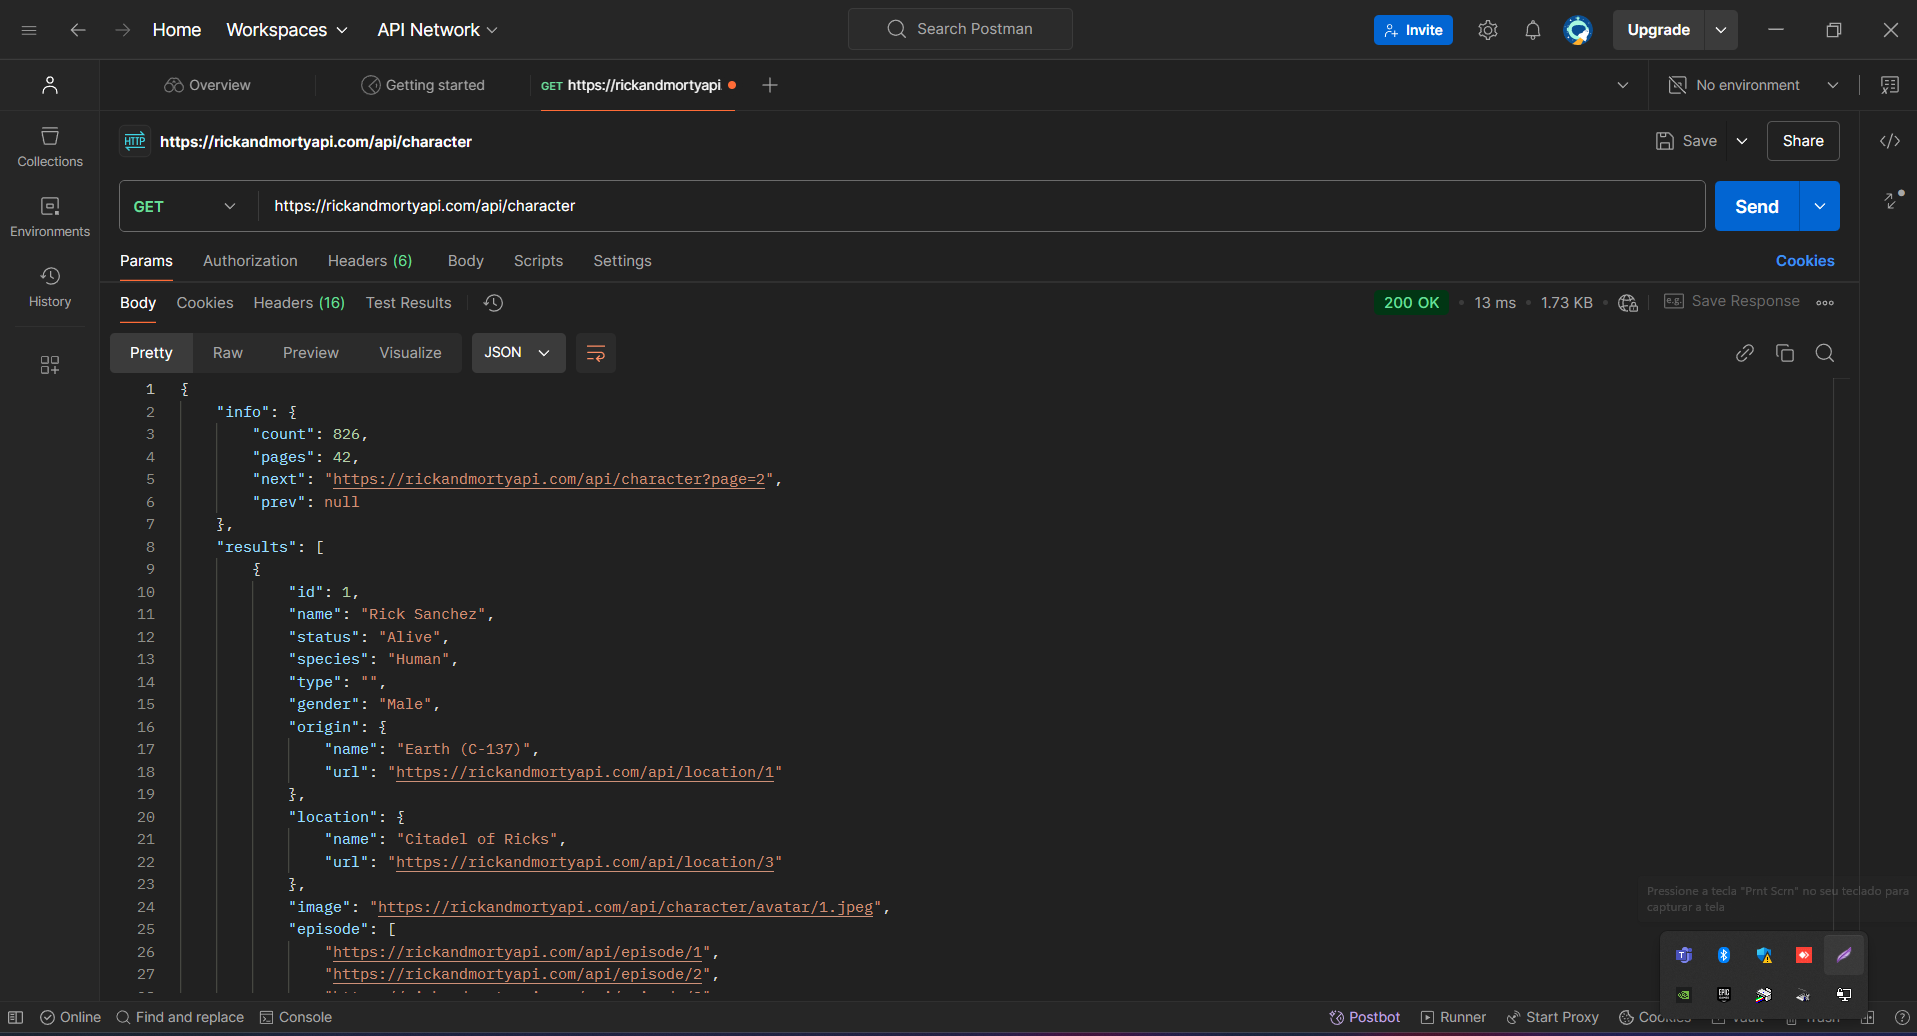 Home Workspaces API Network Search Postman Invite Upgrade
Overview Getting started GET https://rickandmortyapi. No environment
HTTP https://rickandmortyapi.com/api/character Save Share
Collections
GET https://rickandmortyapi.com/api/character Send
Environments
Params Authorization Headers (6) Body Scripts Settings Cookies
History
Body Cookies Headers (16) Test Results 200 OK 13 ms 1.73 KB e.g. Save Response
Pretty Raw Preview Visualize JSON
1 {
2 "info": {
3 "count": 826,
4 "pages": 42,
5 "next": "https://rickandmortyapi.com/api/character?page=2",
6 "prev": null
7 },
8 "results": [
9 {
10 "id": 1,
11 "name": "Rick Sanchez",
12 "status": "Alive",
13 "species": "Human",
14 "type": "",
15 "gender": "Male",
16 "origin": {
17 "name": "Earth (C-137)",
18 "url": "https://rickandmortyapi.com/api/location/1"
19 },
20 "location": {
21 "name": "Citadel of Ricks",
22 "url": "https://rickandmortyapi.com/api/location/3"
23 },
24 "image": "https://rickandmortyapi.com/api/character/avatar/1.jpeg",
25 "episode": [
26 "https://rickandmortyapi.com/api/episode/1",
27 "https://rickandmortyapi.com/api/episode/2",
Pressione a tecla "Prnt Scrn" no seu teclado para
capturar a tela
Online Find and replace Console Postbot Runner Start Proxy Cookies Vault Trash